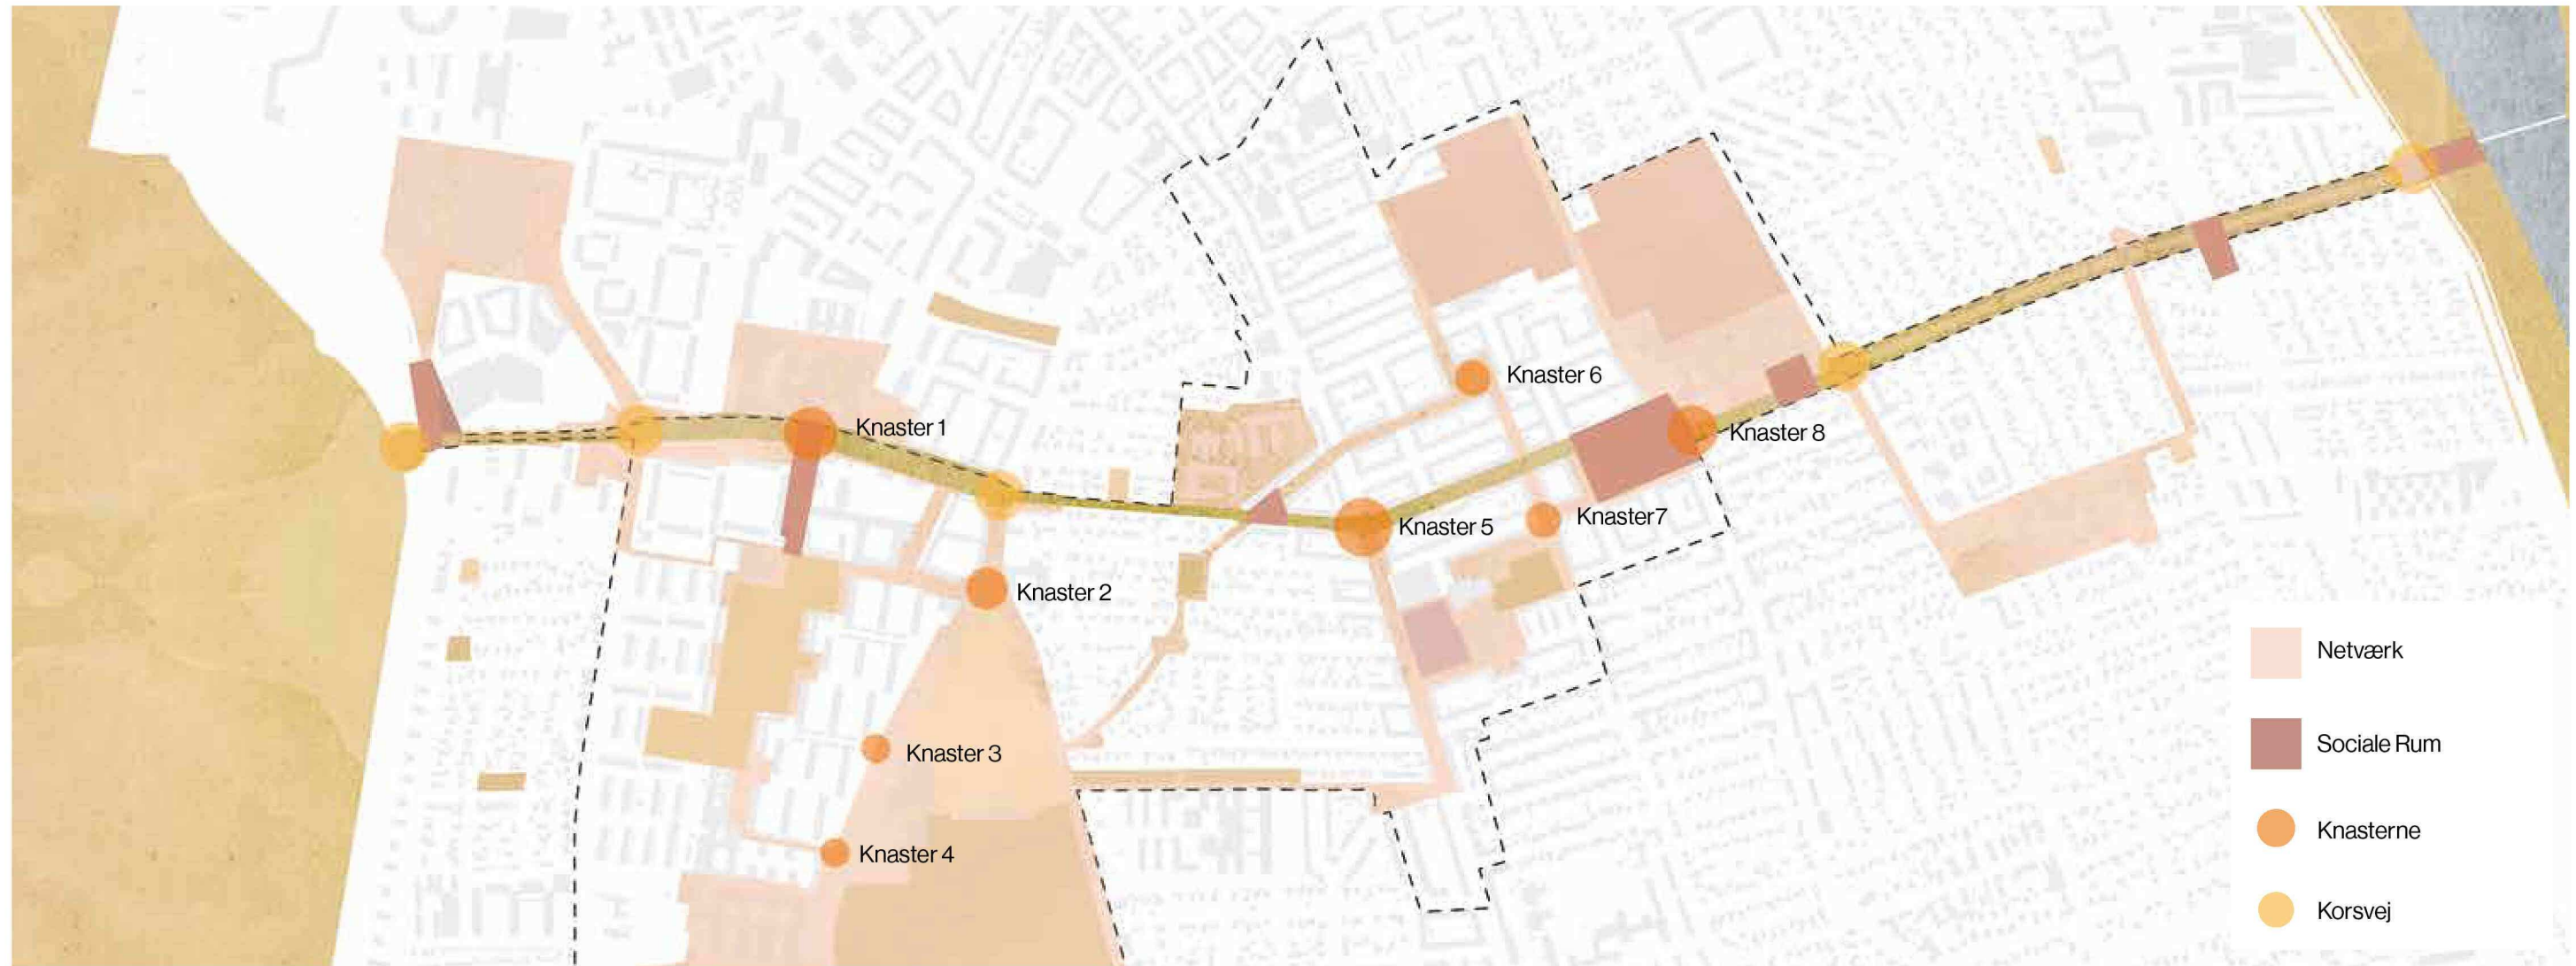 Knaster 1
Knaster 2
Knaster 3
Knaster 4
Knaster 5
Knaster 6
Knaster7
Knaster 8
Netværk
Sociale Rum
Knasterne
Korsvej